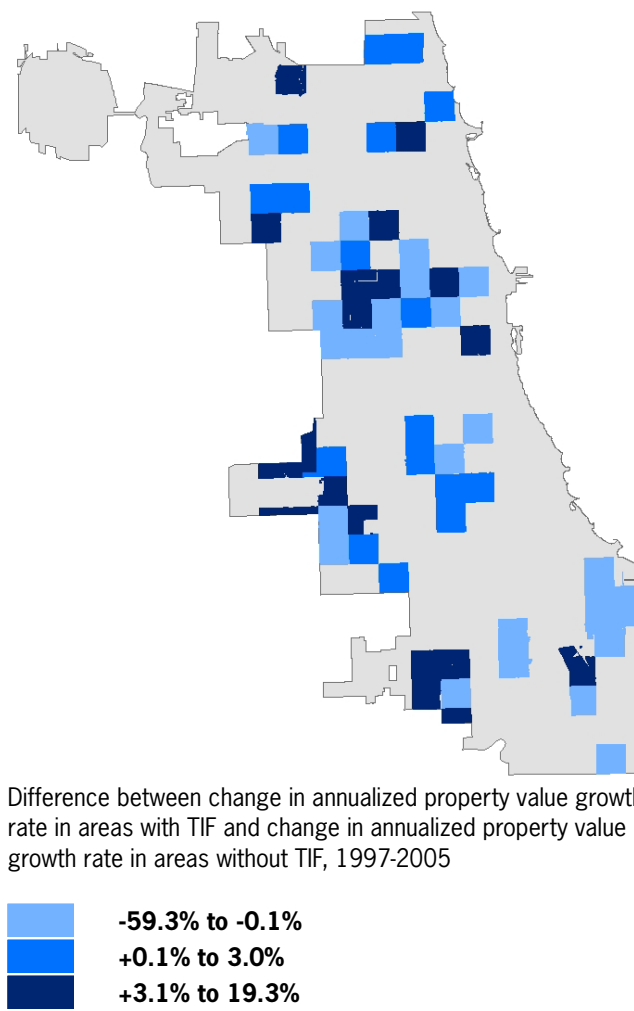 Difference between change in annualized property value growth
rate in areas with TIF and change in annualized property value
growth rate in areas without TIF, 1997-2005
-59.3% to -0.1%
+0.1% to 3.0%
+3.1% to 19.3%